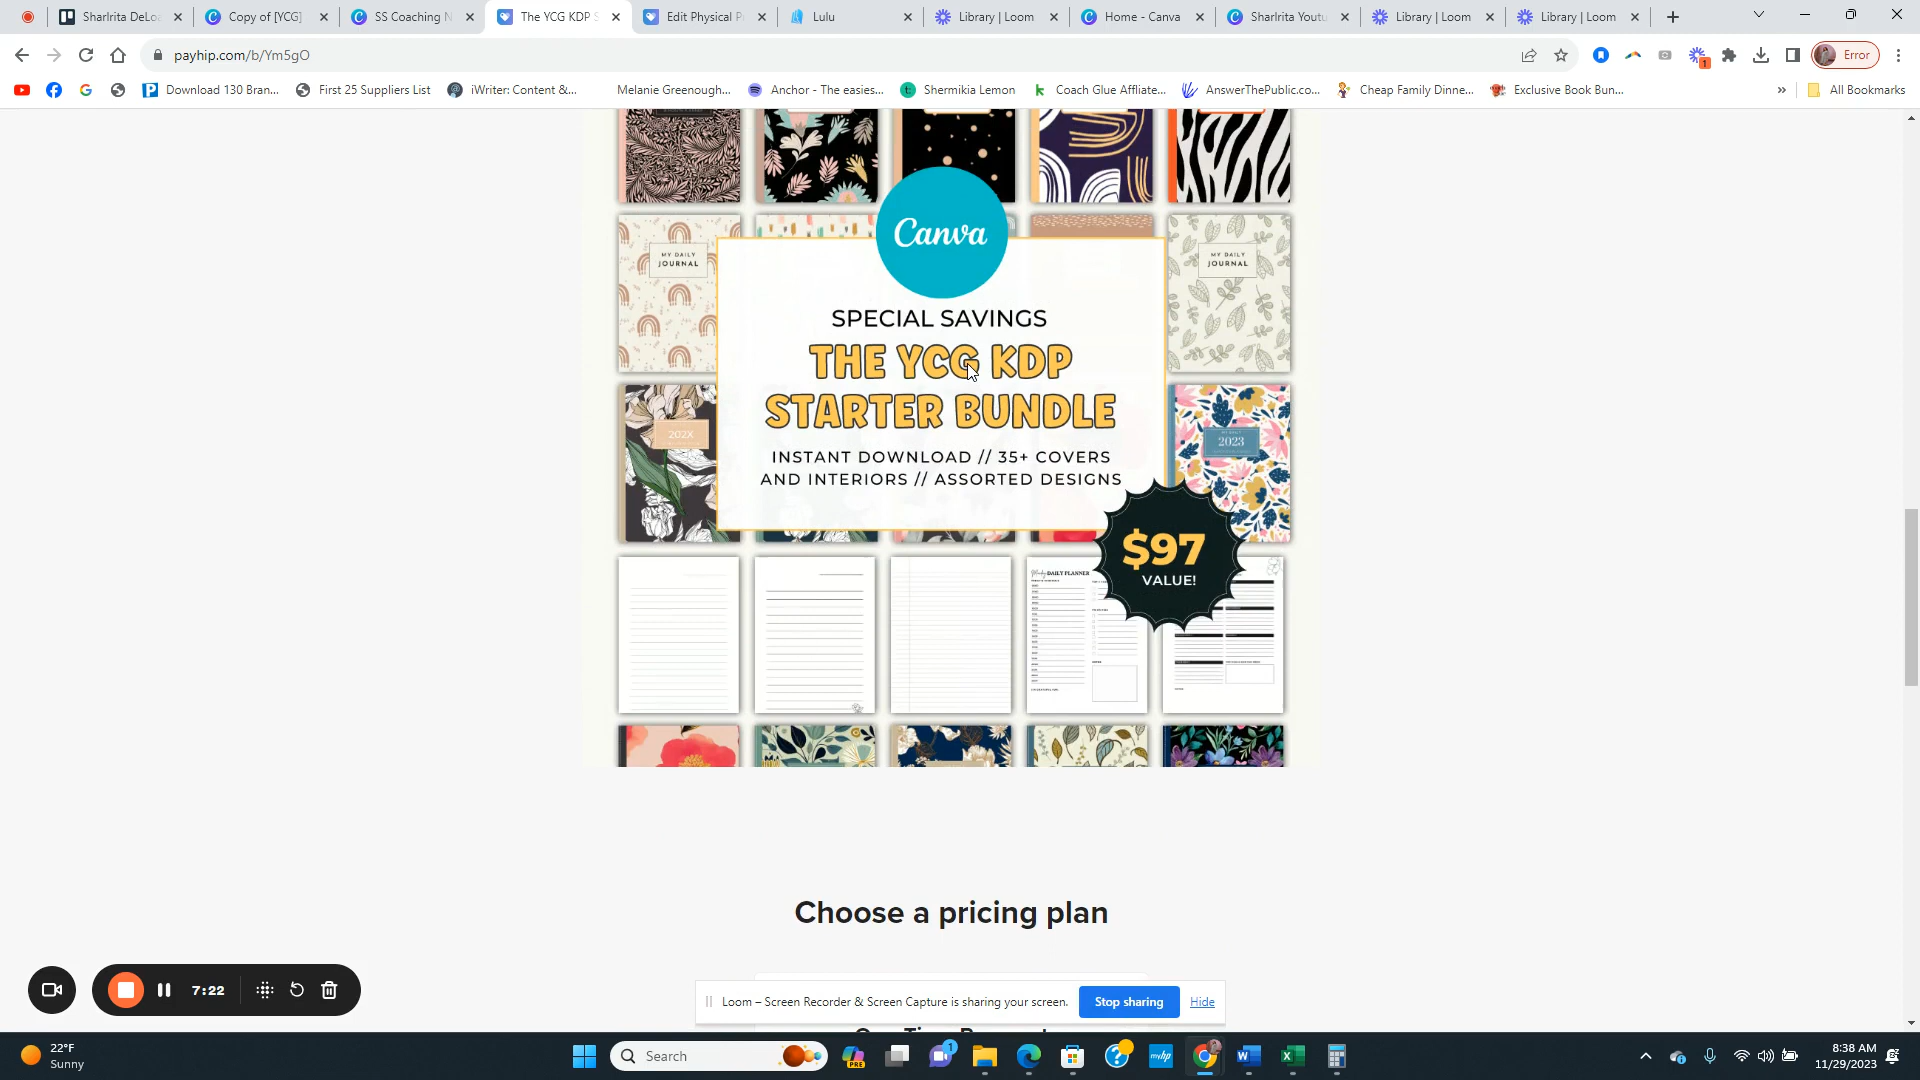 Sharlrita DeLo
Copy of [YCG]
SS Coaching N
The YCG KDP S
Edit Physical P
Lulu
Library | Loom
Home - Canva
Sharlrita Youtu
Library | Loom
Library | Loom
payhip.com/b/Ym5gO
Error
1
Download 130 Bran...
First 25 Suppliers List
iWriter: Content &...
Melanie Greenough...
Anchor - The easies...
Shermikia Lemon
Coach Glue Affliate...
AnswerThePublic.co...
Cheap Family Dinne...
Exclusive Book Bun...
»
All Bookmarks
MY DAILY
JOURNAL
MY DAILY
JOURNAL
Canva
SPECIAL SAVINGS
THE YCG KDP
STARTER BUNDLE
INSTANT DOWNLOAD // 35+ COVERS
AND INTERIORS // ASSORTED DESIGNS
202X
2023
$97
VALUE!
DAILY PLANNER
Choose a pricing plan
7:22
Loom – Screen Recorder & Screen Capture is sharing your screen.
Stop sharing
Hide
22°F
Sunny
Search
PRE
1
myhp
8:38 AM
11/29/2023